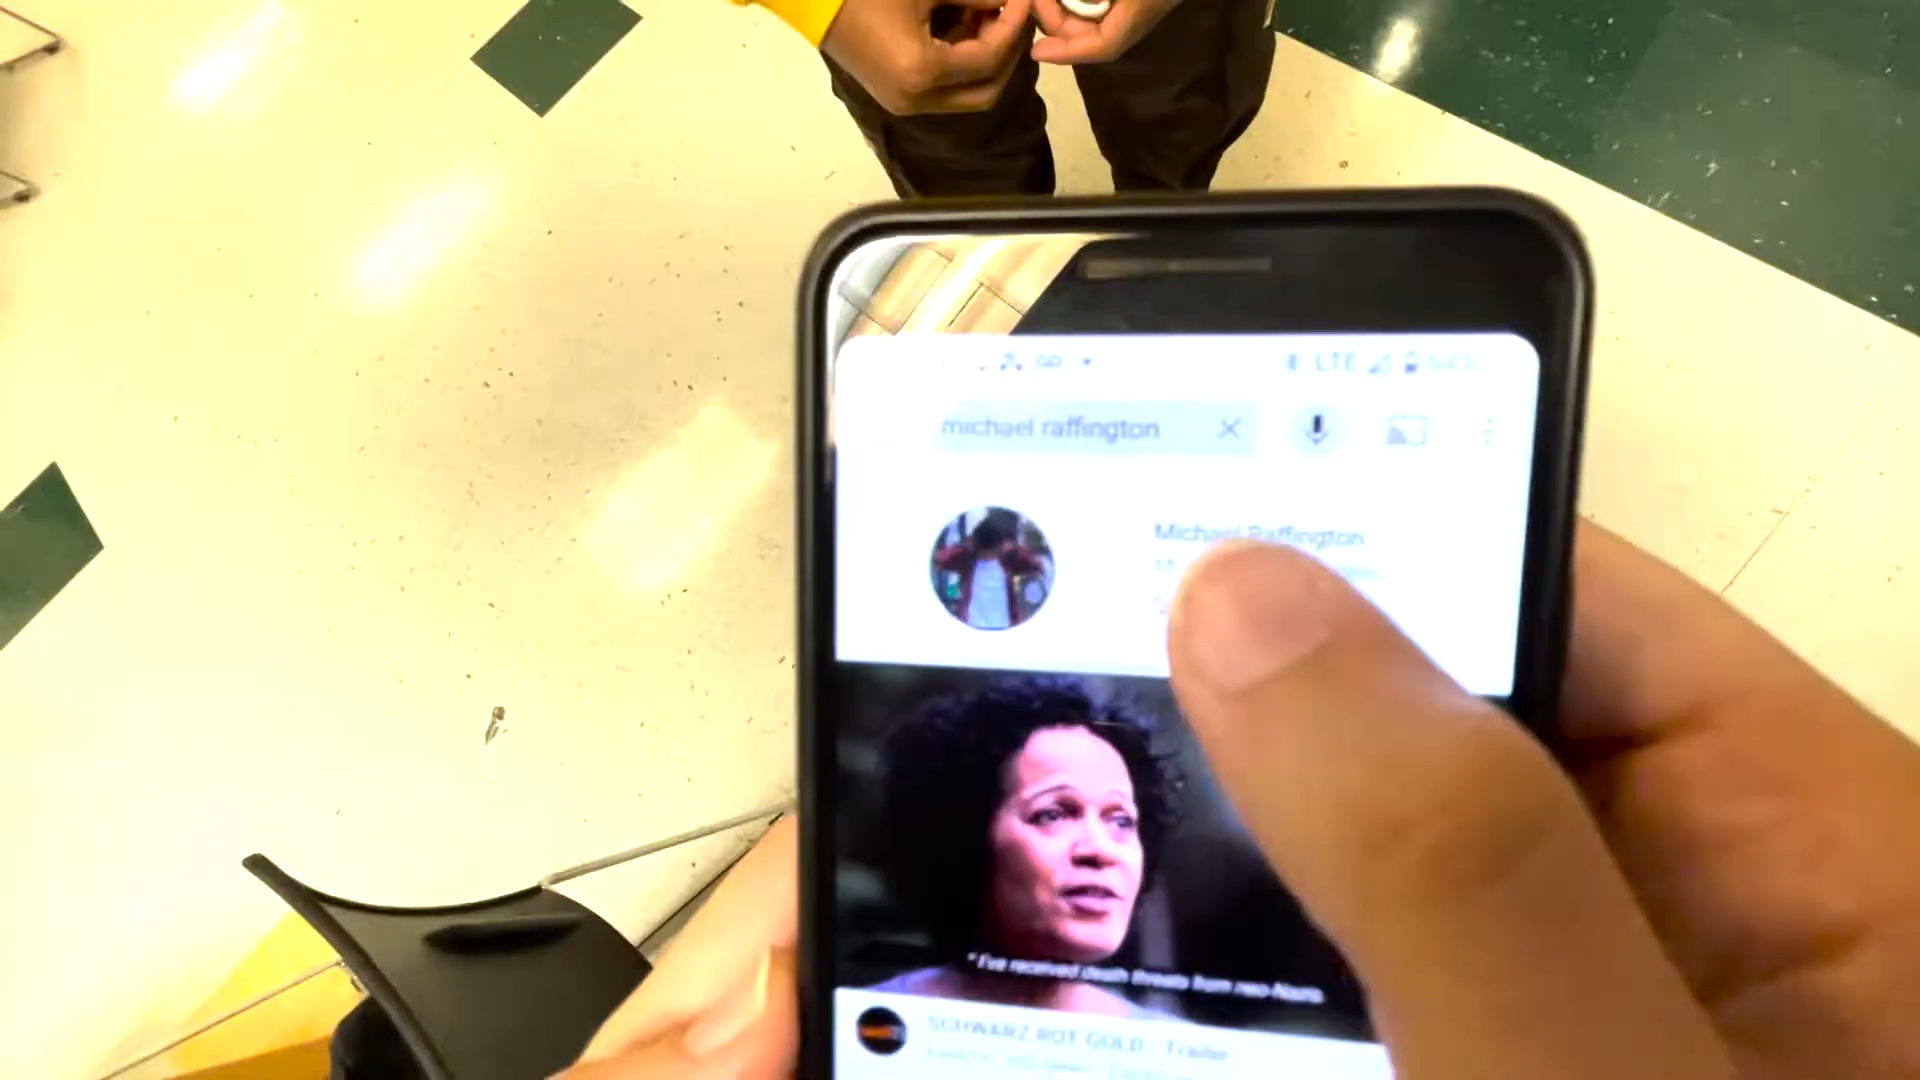 LTE
michael raffington
Michael Raffington
"I've received death threats from neo-Nazis
SCHWARZ ROT GOLD Trailer